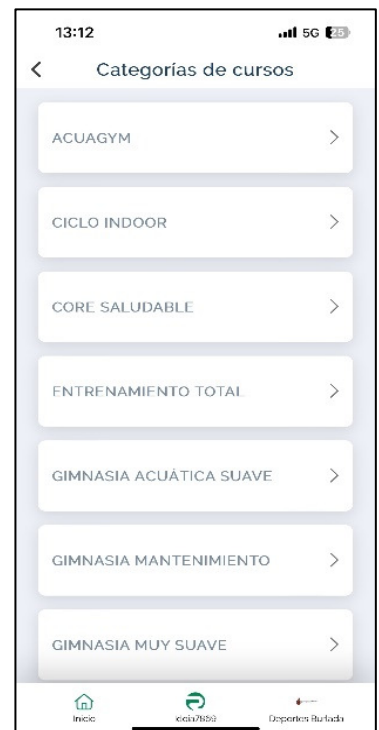 13:12
5G 25
Categorías de cursos
ACUAGYM
CICLO INDOOR
CORE SALUDABLE
ENTRENAMIENTO TOTAL
GIMNASIA ACUÁTICA SUAVE
GIMNASIA MANTENIMIENTO
GIMNASIA MUY SUAVE
Inicio
Deportes Burlada